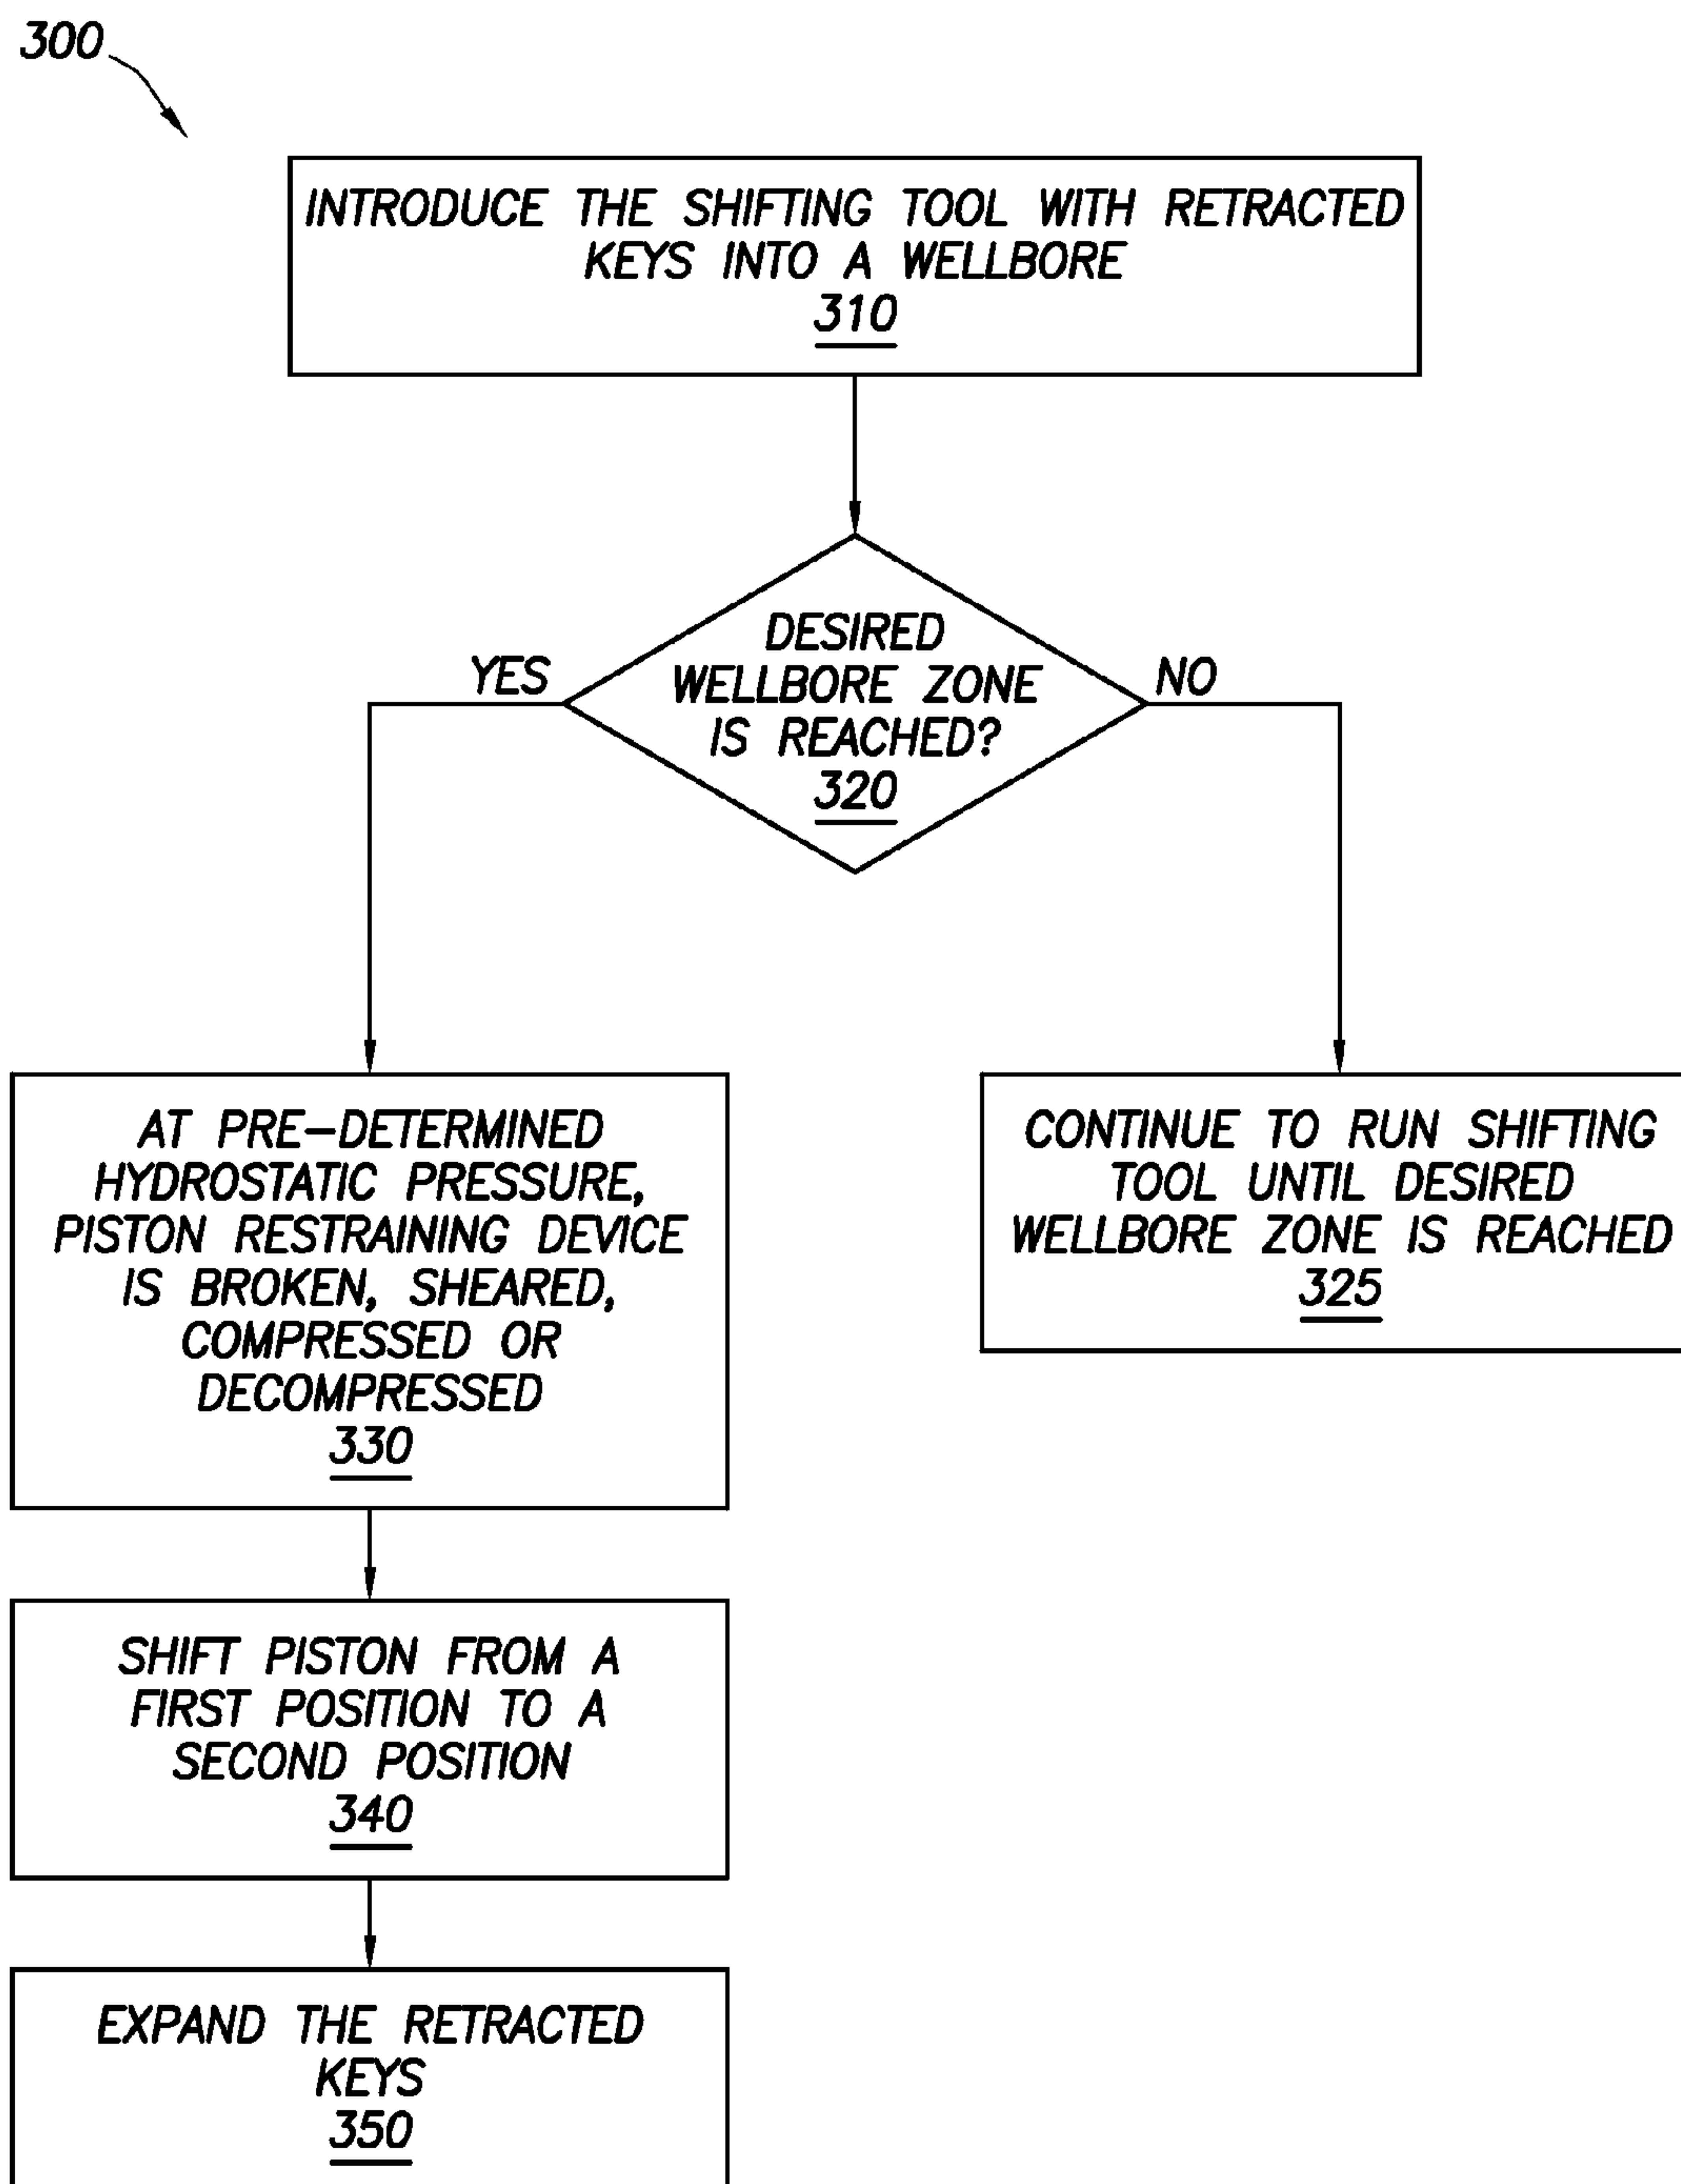 300
INTRODUCE THE SHIFTING TOOL WITH RETRACTED
KEYS INTO A WELLBORE
310
DESIRED
WELLBORE ZONE
IS REACHED?
320
YES
NO
AT PRE-DETERMINED
HYDROSTATIC PRESSURE,
PISTON RESTRAINING DEVICE
IS BROKEN, SHEARED,
COMPRESSED OR
DECOMPRESSED
330
CONTINUE TO RUN SHIFTING
TOOL UNTIL DESIRED
WELLBORE ZONE IS REACHED
325
SHIFT PISTON FROM A
FIRST POSITION TO A
SECOND POSITION
340
EXPAND THE RETRACTED
KEYS
350